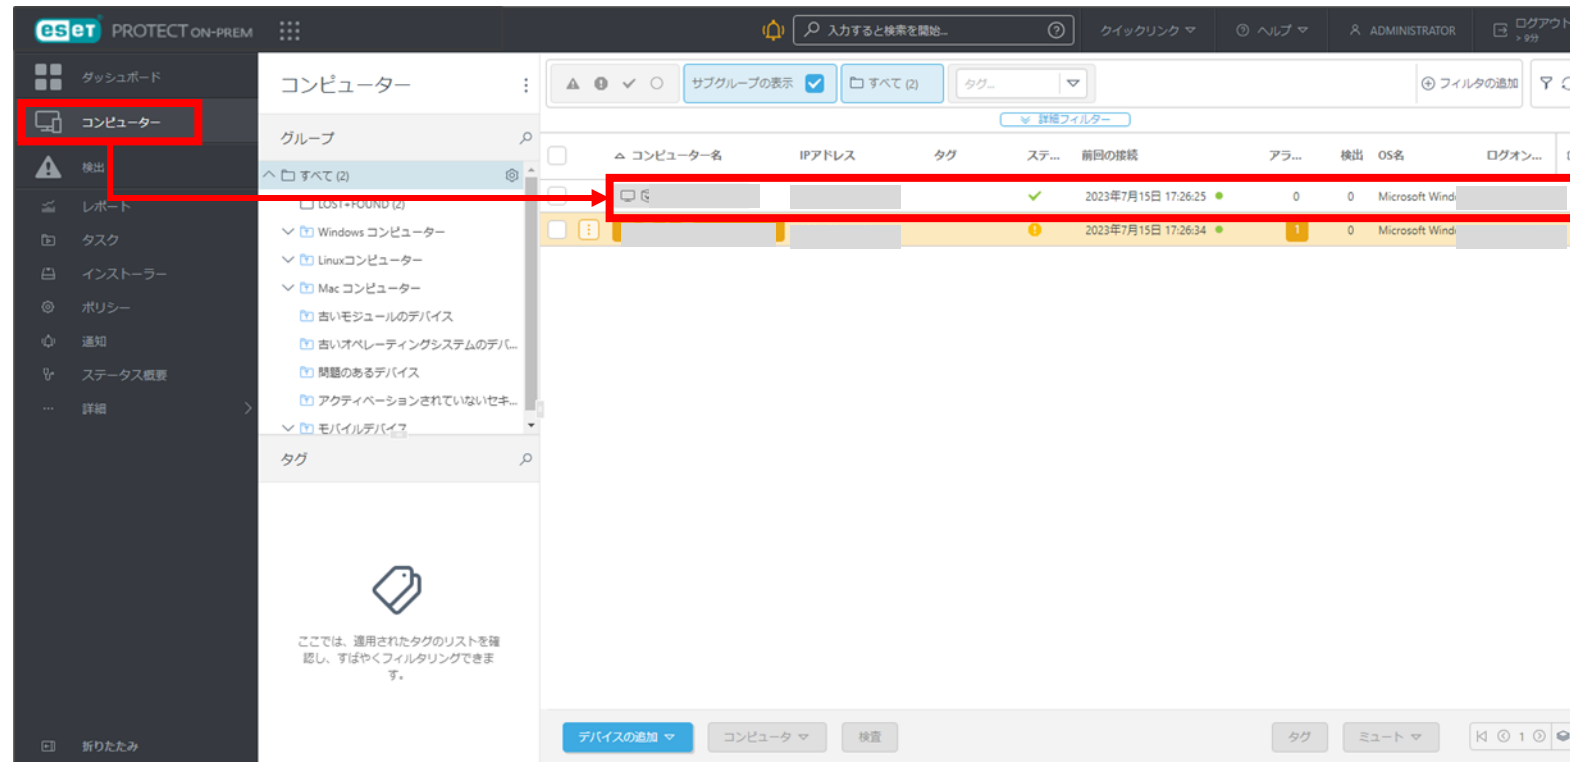 eset PROTECT ON-PREM
入力すると検索を開始...
クイックリンク
ヘルプ
ADMINISTRATOR
ログアウト
> 9分
ダッシュボード
コンピューター
検出
レポート
タスク
インストーラー
ポリシー
通知
ステータス概要
詳細
折りたたみ
コンピューター
グループ
すべて (2)
LOST+FOUND (2)
Windows コンピューター
Linuxコンピューター
Mac コンピューター
古いモジュールのデバイス
古いオペレーティングシステムのデバ...
問題のあるデバイス
アクティベーションされていないセキ...
モバイルデバイス
タグ
ここでは、適用されたタグのリストを確
認し、すばやくフィルタリングできま
す。
サブグループの表示
すべて (2)
タグ...
フィルタの追加
詳細フィルター
コンピューター名 IPアドレス タグ ステ... 前回の接続 アラ... 検出 OS名 ログオン...
2023年7月15日 17:26:25 0 0 Microsoft Wind
2023年7月15日 17:26:34 1 0 Microsoft Wind
デバイスの追加
コンピュータ
検査
タグ
ミュート
1